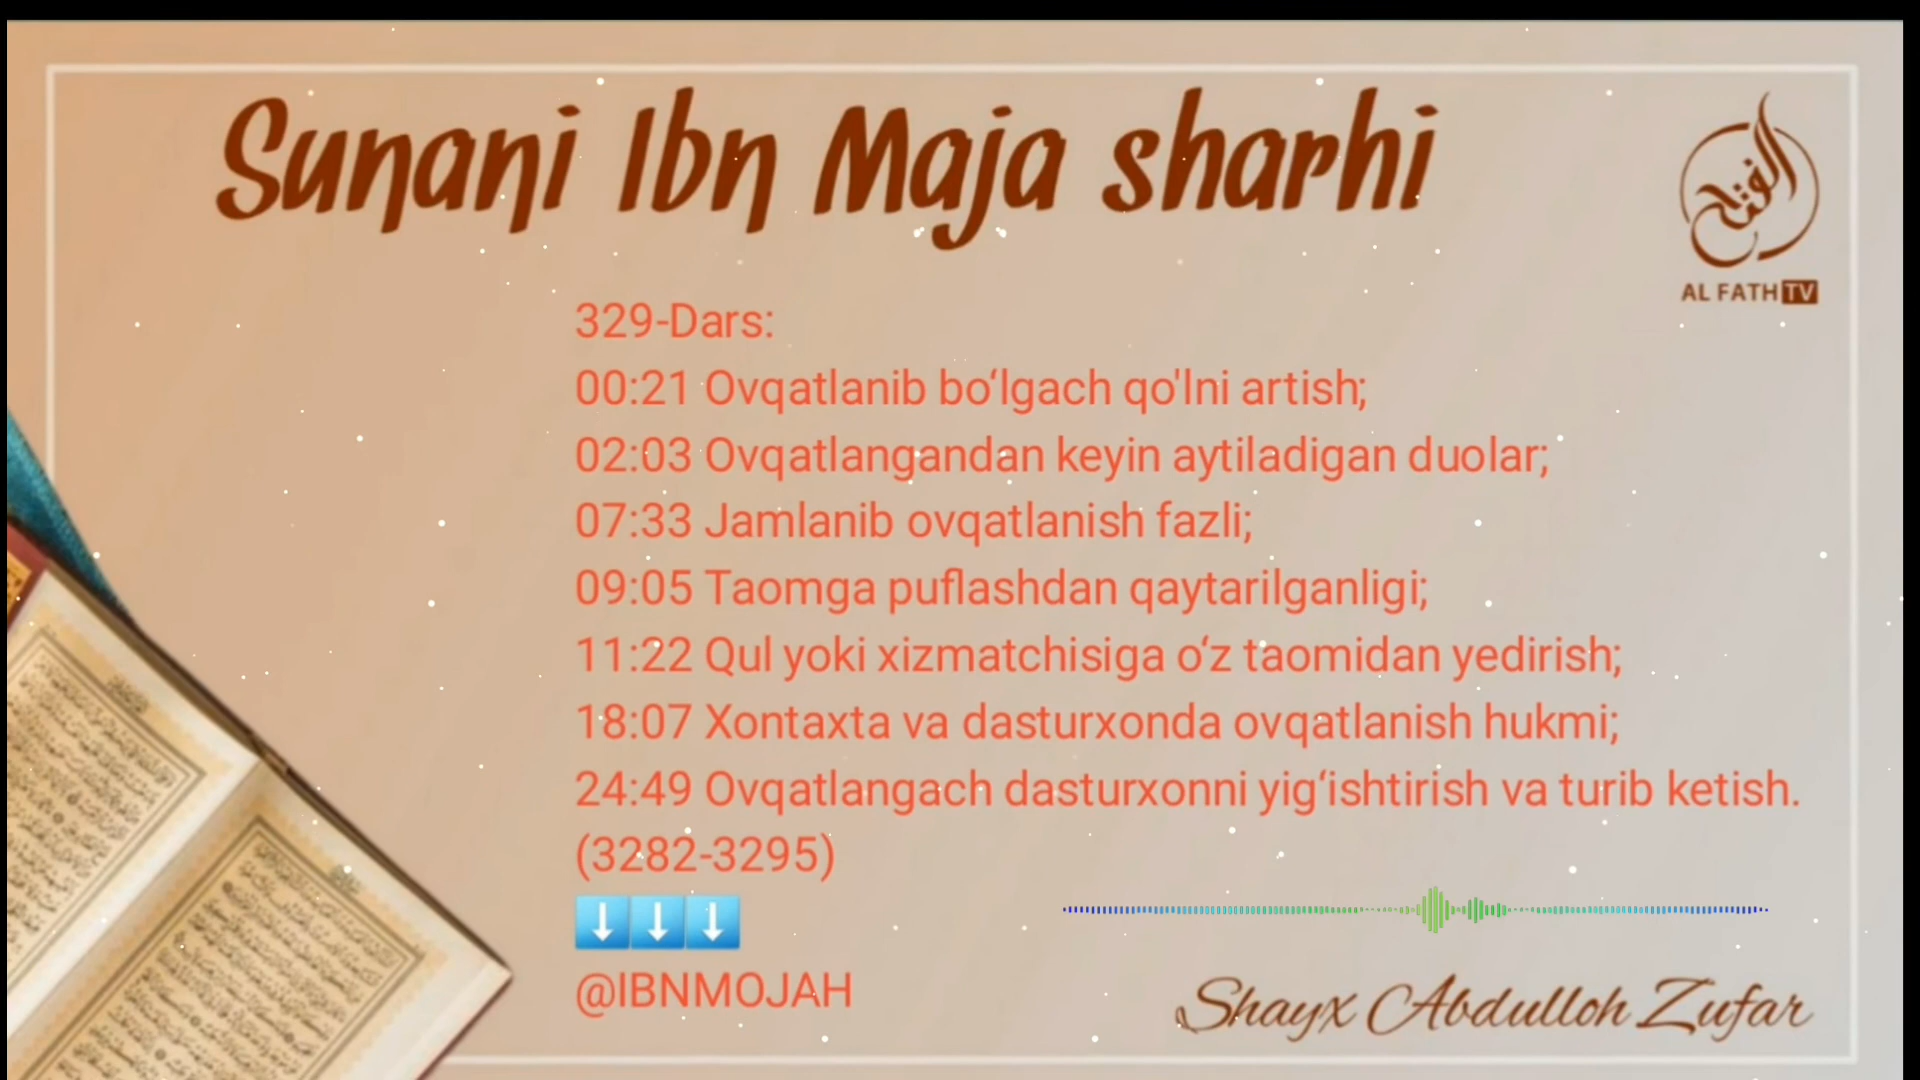 Sunani Ibn Maja sharhi
الفتح
AL FATH TV
329-Dars:
00:21 Ovqatlanib bo‘lgach qo'lni artish;
02:03 Ovqatlangandan keyin aytiladigan duolar;
07:33 Jamlanib ovqatlanish fazli;
09:05 Taomga puflashdan qaytarilganligi;
11:22 Qul yoki xizmatchisiga o‘z taomidan yedirish;
18:07 Xontaxta va dasturxonda ovqatlanish hukmi;
24:49 Ovqatlangach dasturxonni yig‘ishtirish va turib ketish.
(3282-3295)
⬇️⬇️⬇️
@IBNMOJAH
Shayx Abdulloh Zufar